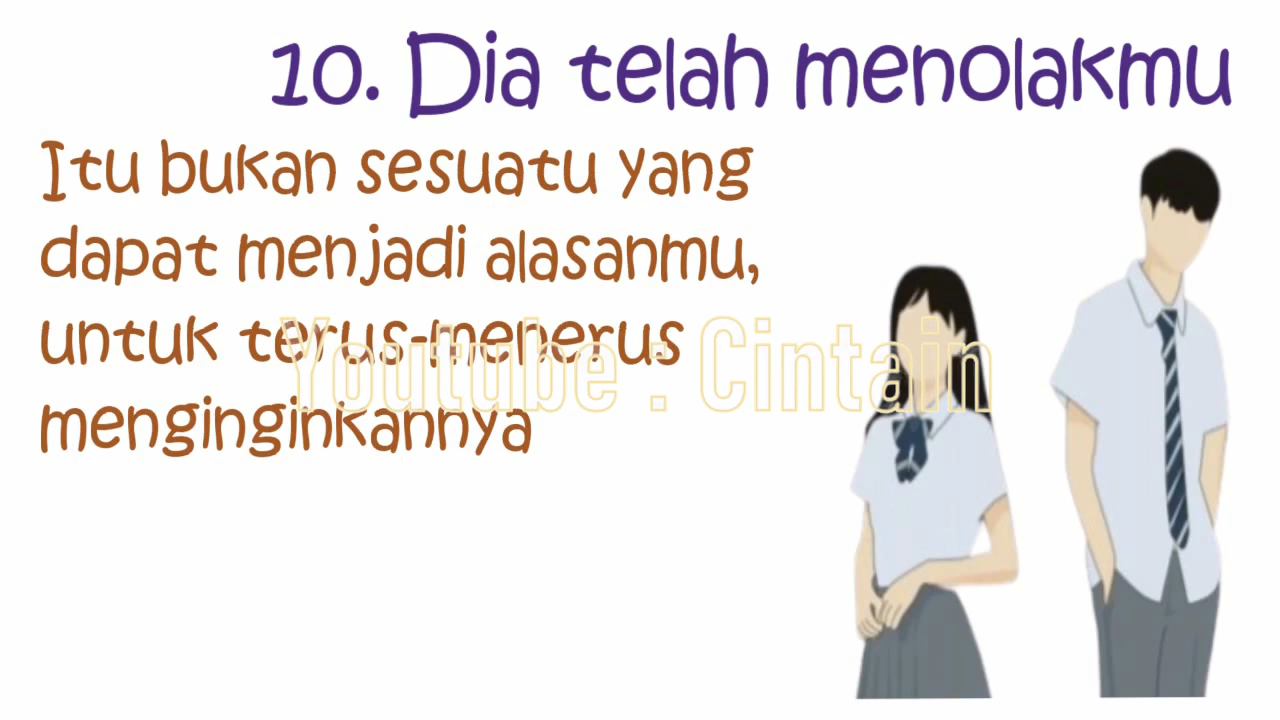 10. Dia telah menolakmu
Itu bukan sesuatu yang
dapat menjadi alasanmu,
untuk terus-menerus
menginginkannya
Youtube : Cintain